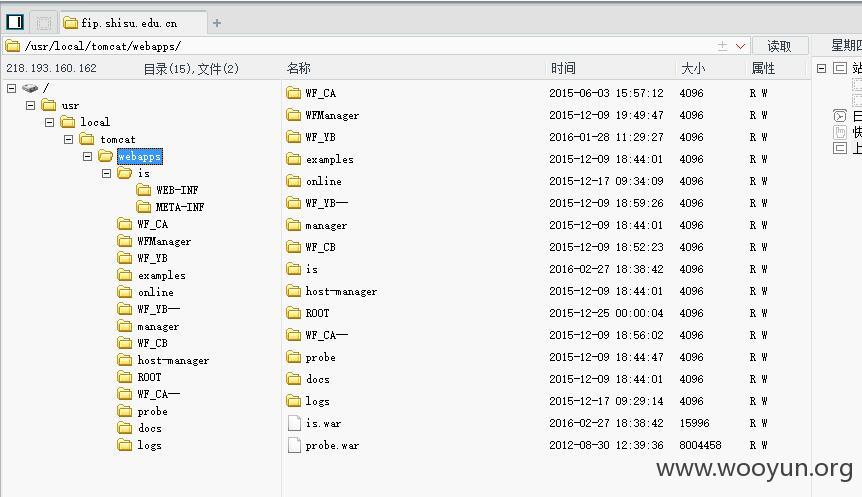 fip.shisu.edu.cn
/usr/local/tomcat/webapps/ 读取 星期四
218.193.160.162 目录(15),文件(2) 名称 时间 大小 属性
/
usr
local
tomcat
webapps
is
WEB-INF
META-INF
WF_CA
WFManager
WF_YB
examples
online
WF_YB--
manager
WF_CB
host-manager
ROOT
WF_CA--
probe
docs
logs
WF_CA 2015-06-03 15:57:12 4096 R W
WFManager 2015-12-09 19:49:47 4096 R W
WF_YB 2016-01-28 11:29:27 4096 R W
examples 2015-12-09 18:44:01 4096 R W
online 2015-12-17 09:34:09 4096 R W
WF_YB-- 2015-12-09 18:59:26 4096 R W
manager 2015-12-09 18:44:01 4096 R W
WF_CB 2015-12-09 18:52:23 4096 R W
is 2016-02-27 18:38:42 4096 R W
host-manager 2015-12-09 18:44:01 4096 R W
ROOT 2015-12-25 00:00:04 4096 R W
WF_CA-- 2015-12-09 18:56:02 4096 R W
probe 2015-12-09 18:44:47 4096 R W
docs 2015-12-09 18:44:01 4096 R W
logs 2015-12-17 09:29:14 4096 R W
is.war 2016-02-27 18:38:42 15996 R W
probe.war 2012-08-30 12:39:36 8004458 R W
站
日
快
上
www.wooyun.org